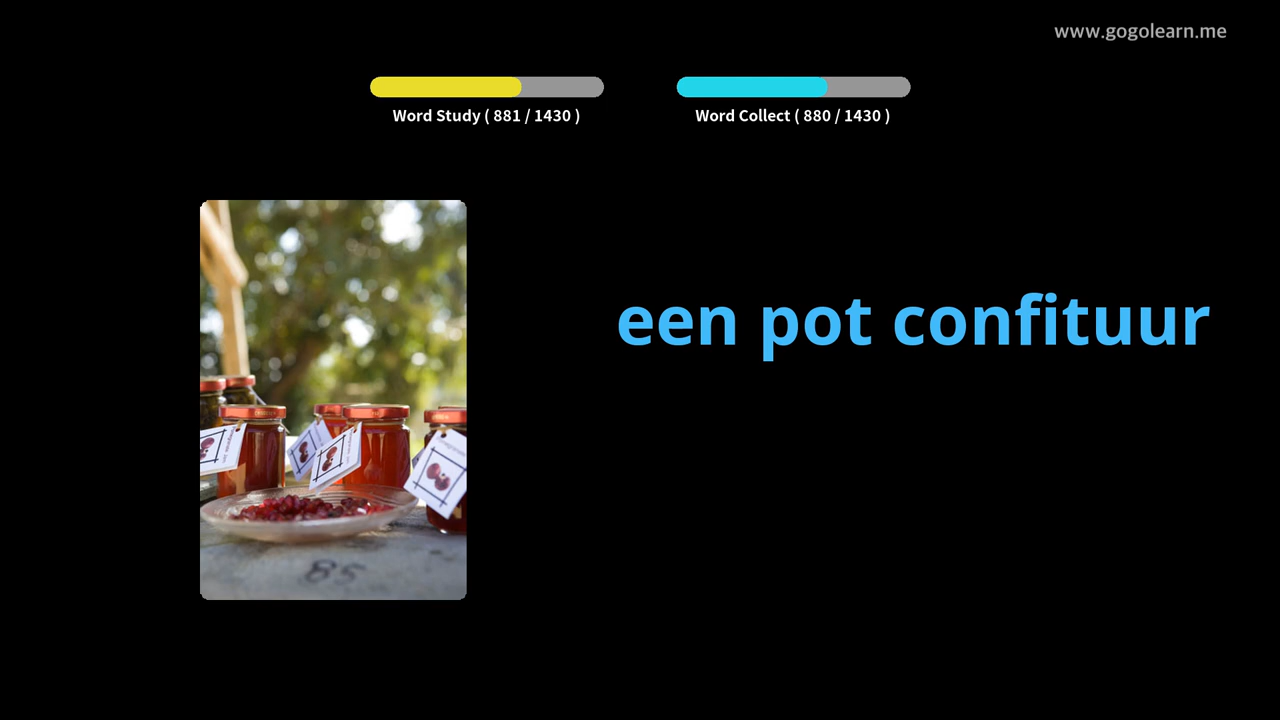 www.gogolearn.me
Word Study ( 881 / 1430 )
Word Collect ( 880 / 1430 )
een pot confituur
85